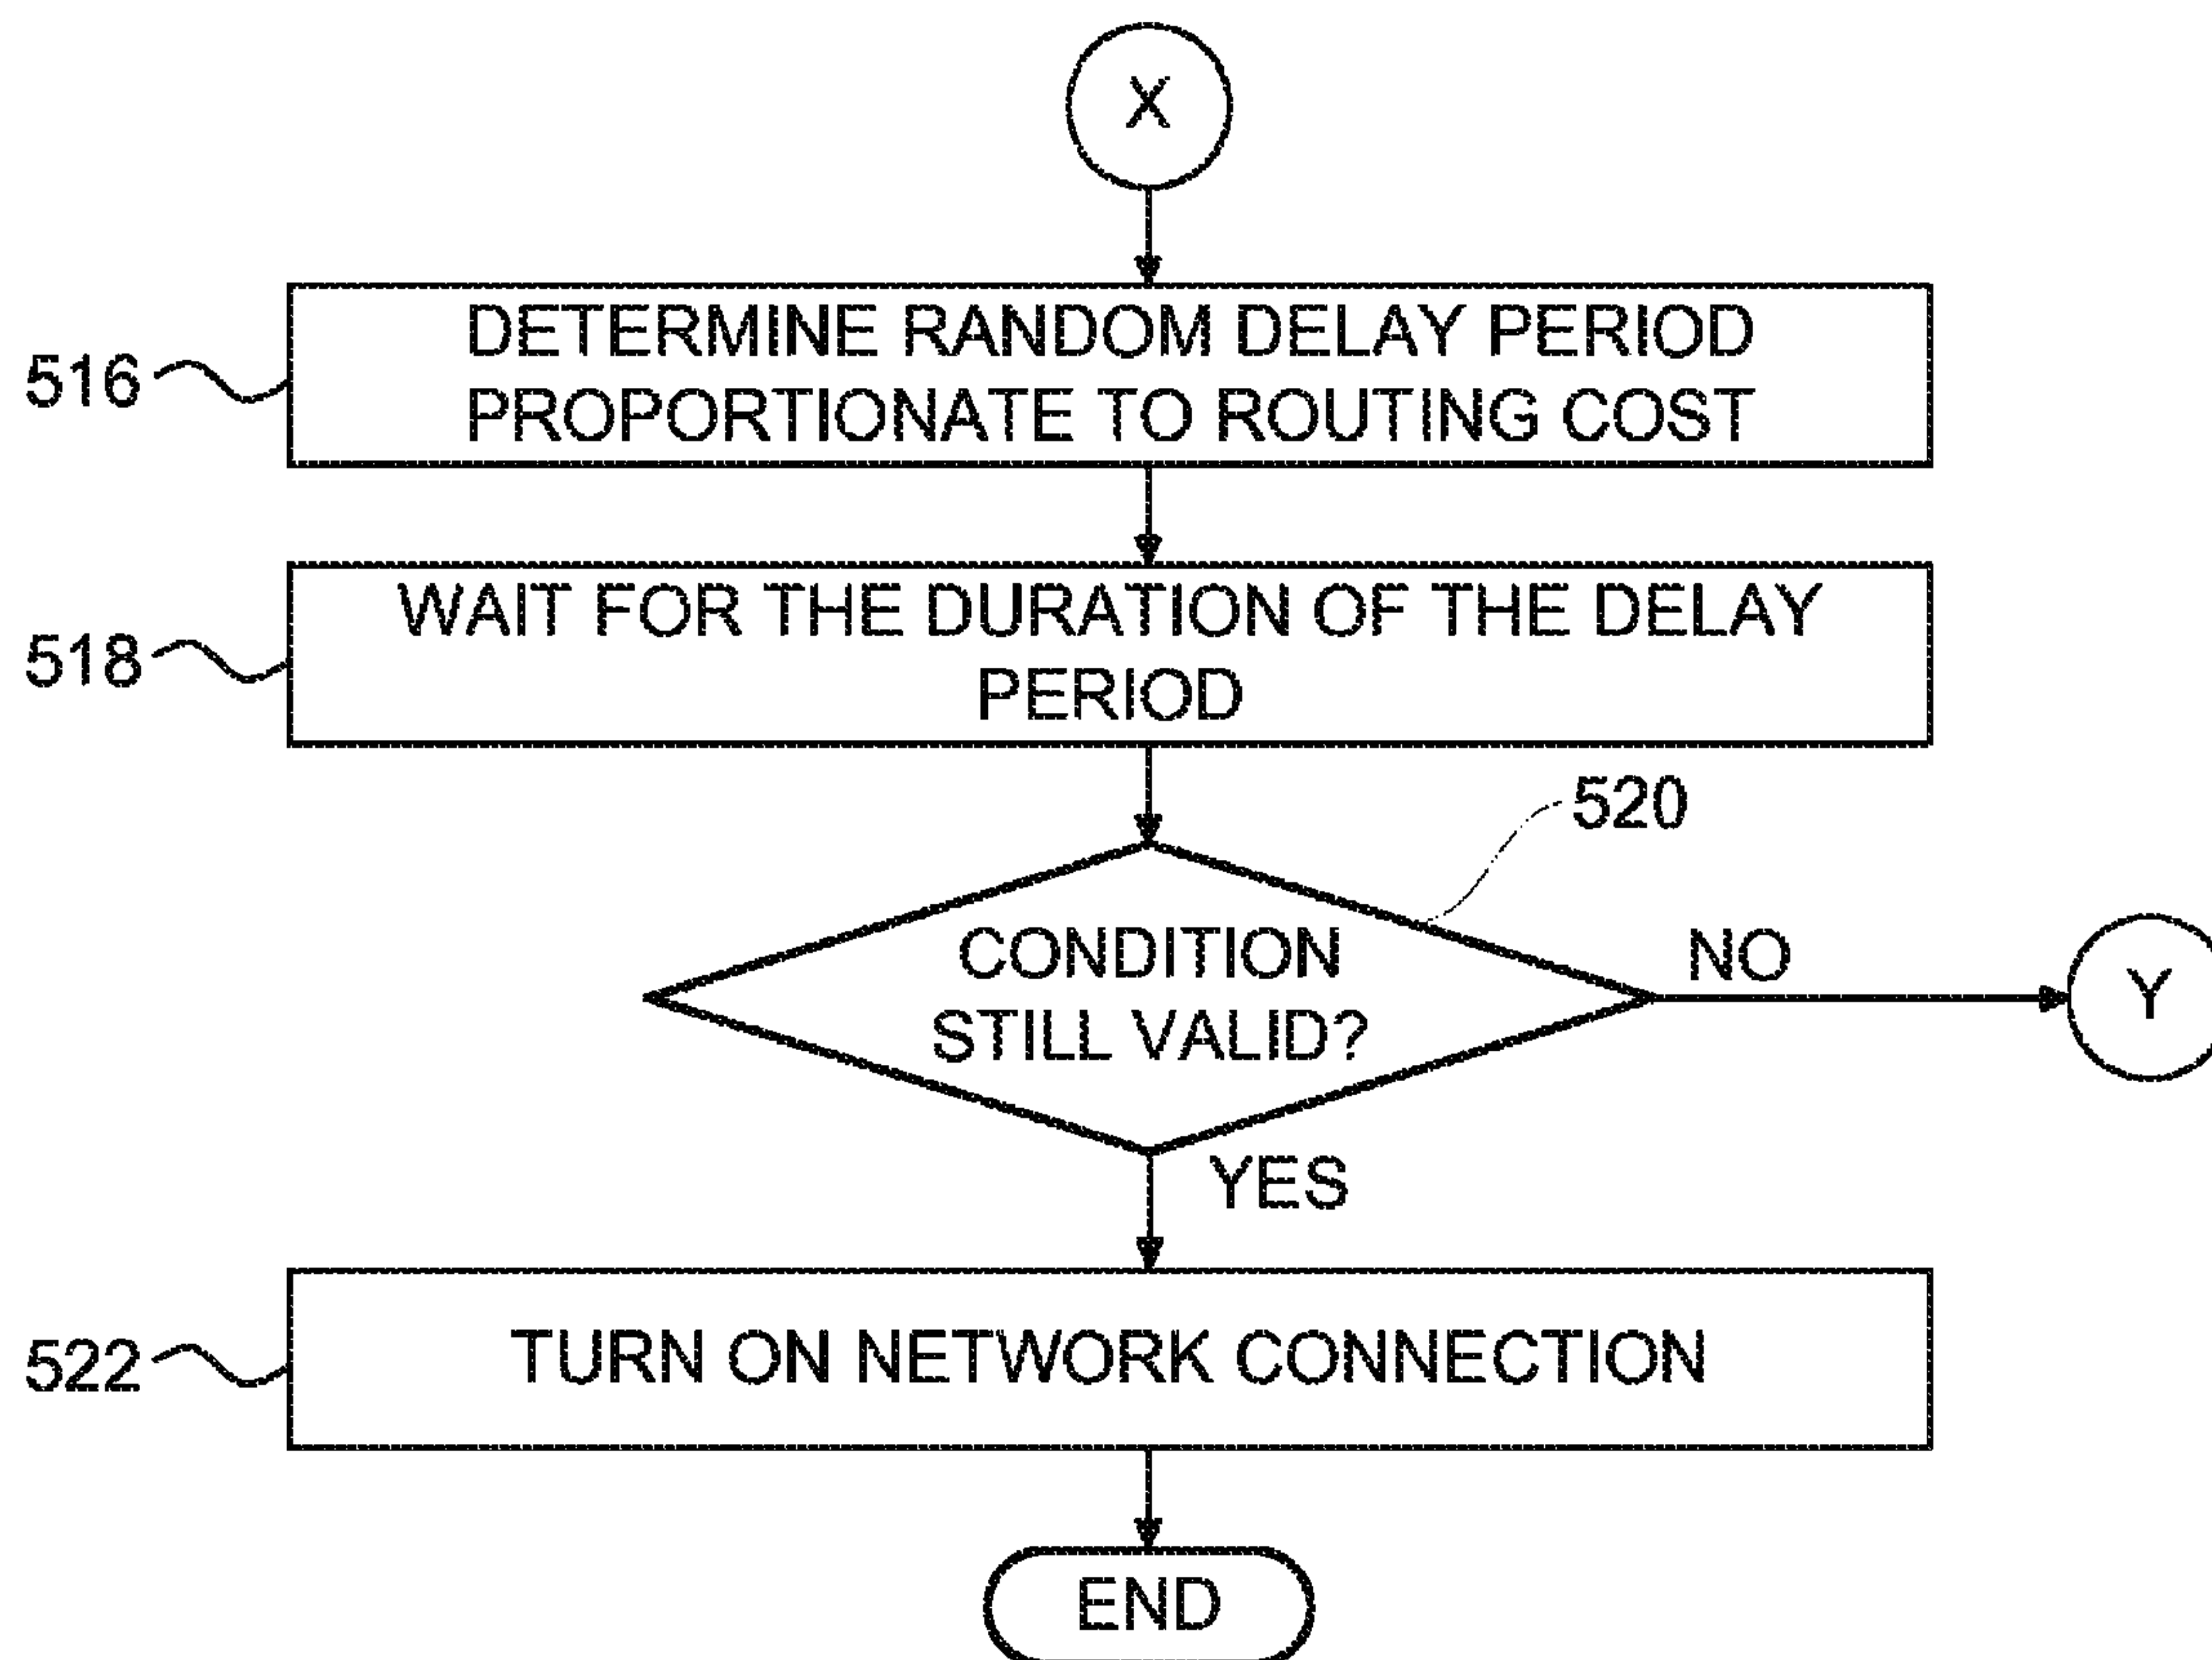 X
516
DETERMINE RANDOM DELAY PERIOD
PROPORTIONATE TO ROUTING COST
518
WAIT FOR THE DURATION OF THE DELAY
PERIOD
520
CONDITION
STILL VALID?
NO
Y
YES
522
TURN ON NETWORK CONNECTION
END